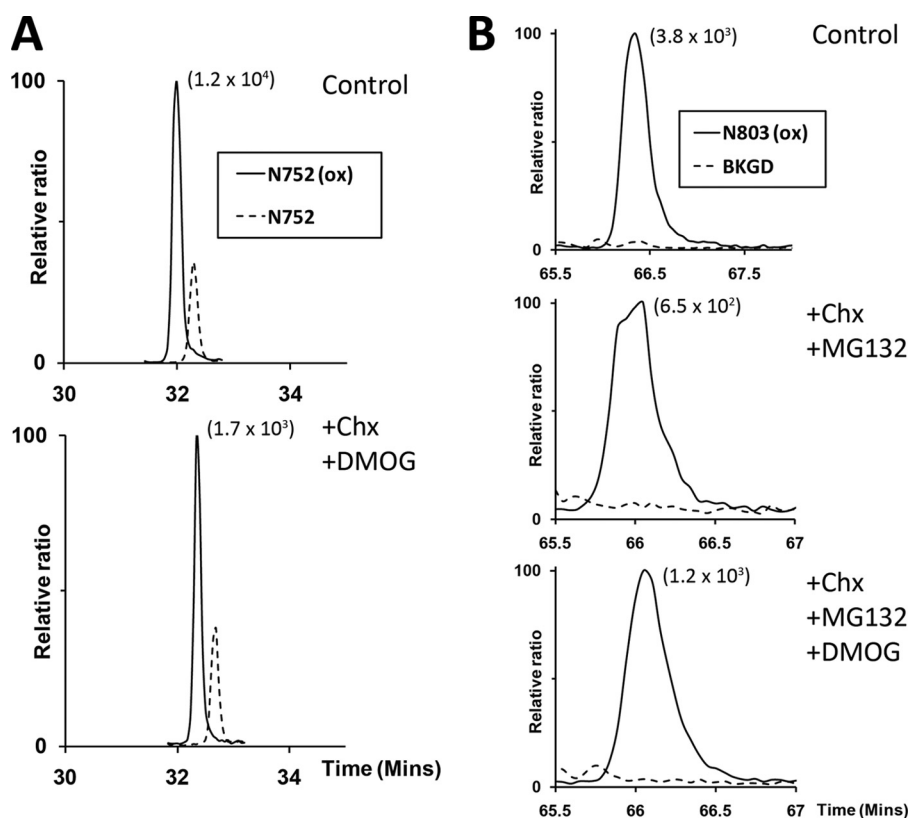 A
100
(1.2 x 10⁴)
Control
N752 (ox)
N752
Relative ratio
0
30
32
34
100
(1.7 x 10³)
+Chx
+DMOG
Relative ratio
0
30
32
34
Time (Mins)
B
100
(3.8 x 10³)
Control
N803 (ox)
BKGD
Relative ratio
0
65.5
66.5
67.5
100
(6.5 x 10²)
+Chx
+MG132
Relative ratio
0
65.5
66
66.5
67
100
(1.2 x 10³)
+Chx
+MG132
+DMOG
Relative ratio
0
65.5
66
66.5
67
Time (Mins)